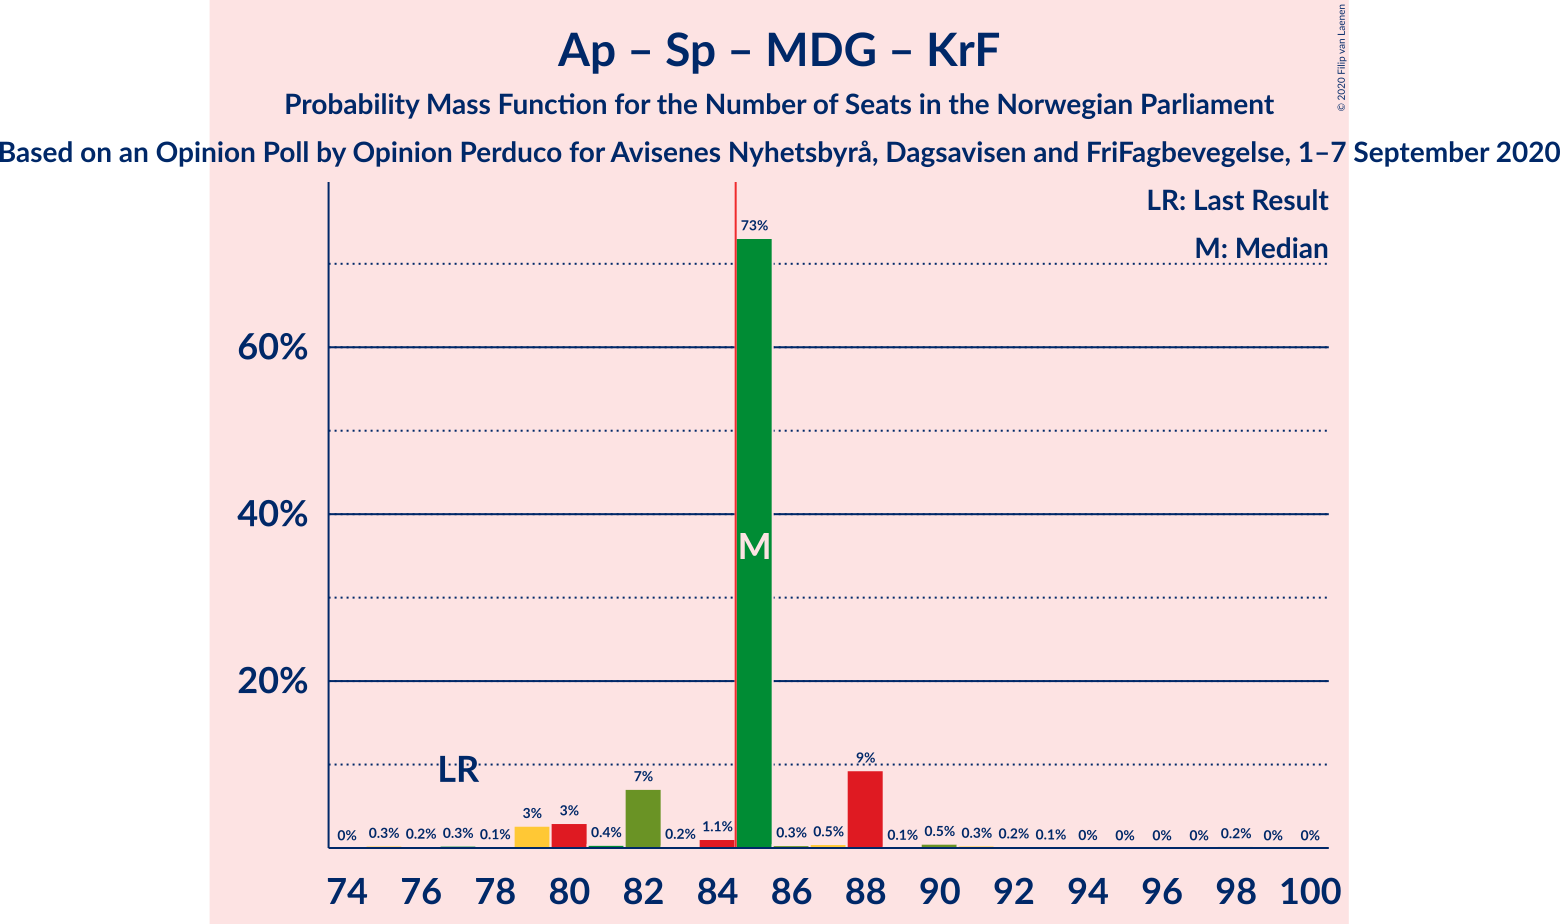 Ap – Sp – MDG – KrF
Probability Mass Function for the Number of Seats in the Norwegian Parliament
Based on an Opinion Poll by Opinion Perduco for Avisenes Nyhetsbyrå, Dagsavisen and FriFagbevegelse, 1–7 September 2020
© 2020 Filip van Laenen
LR: Last Result
M: Median
60%
40%
20%
LR
M
0% 0.3% 0.2% 0.3% 0.1% 3% 3% 0.4% 7% 0.2% 1.1% 73% 0.3% 0.5% 9% 0.1% 0.5% 0.3% 0.2% 0.1% 0% 0% 0% 0% 0.2% 0% 0%
74 76 78 80 82 84 86 88 90 92 94 96 98 100